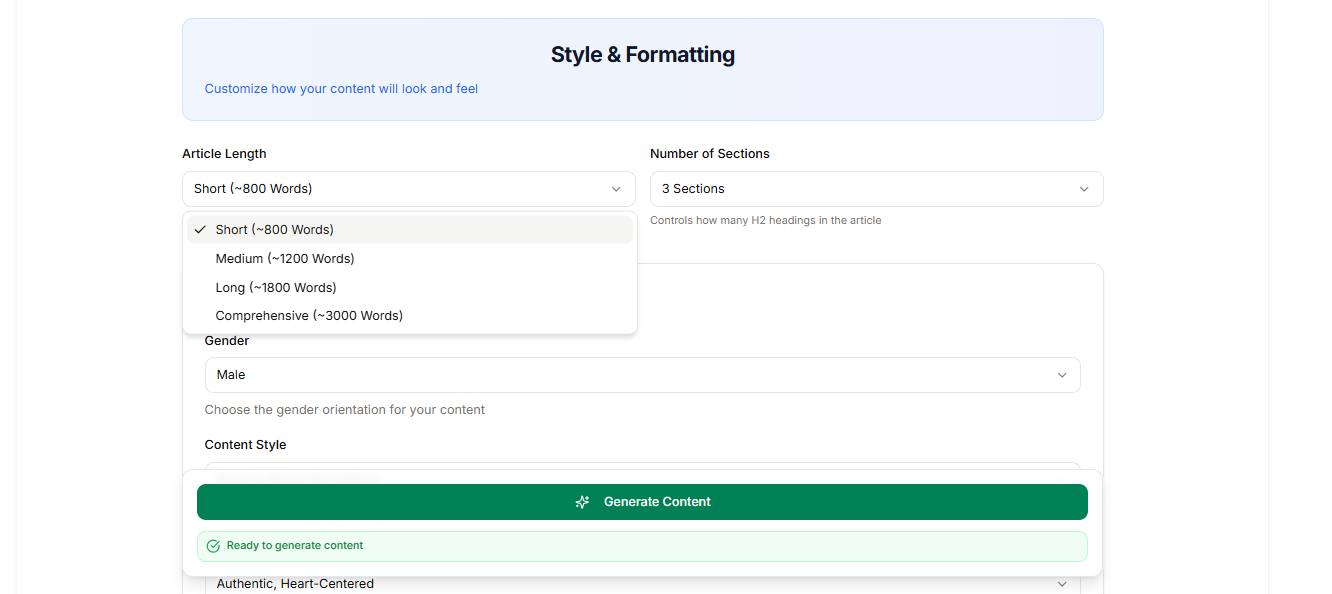 Style & Formatting
Customize how your content will look and feel
Article Length
Number of Sections
Short (~800 Words)
3 Sections
Controls how many H2 headings in the article
Short (~800 Words)
Medium (~1200 Words)
Long (~1800 Words)
Comprehensive (~3000 Words)
Gender
Male
Choose the gender orientation for your content
Content Style
Generate Content
Ready to generate content
Authentic, Heart-Centered